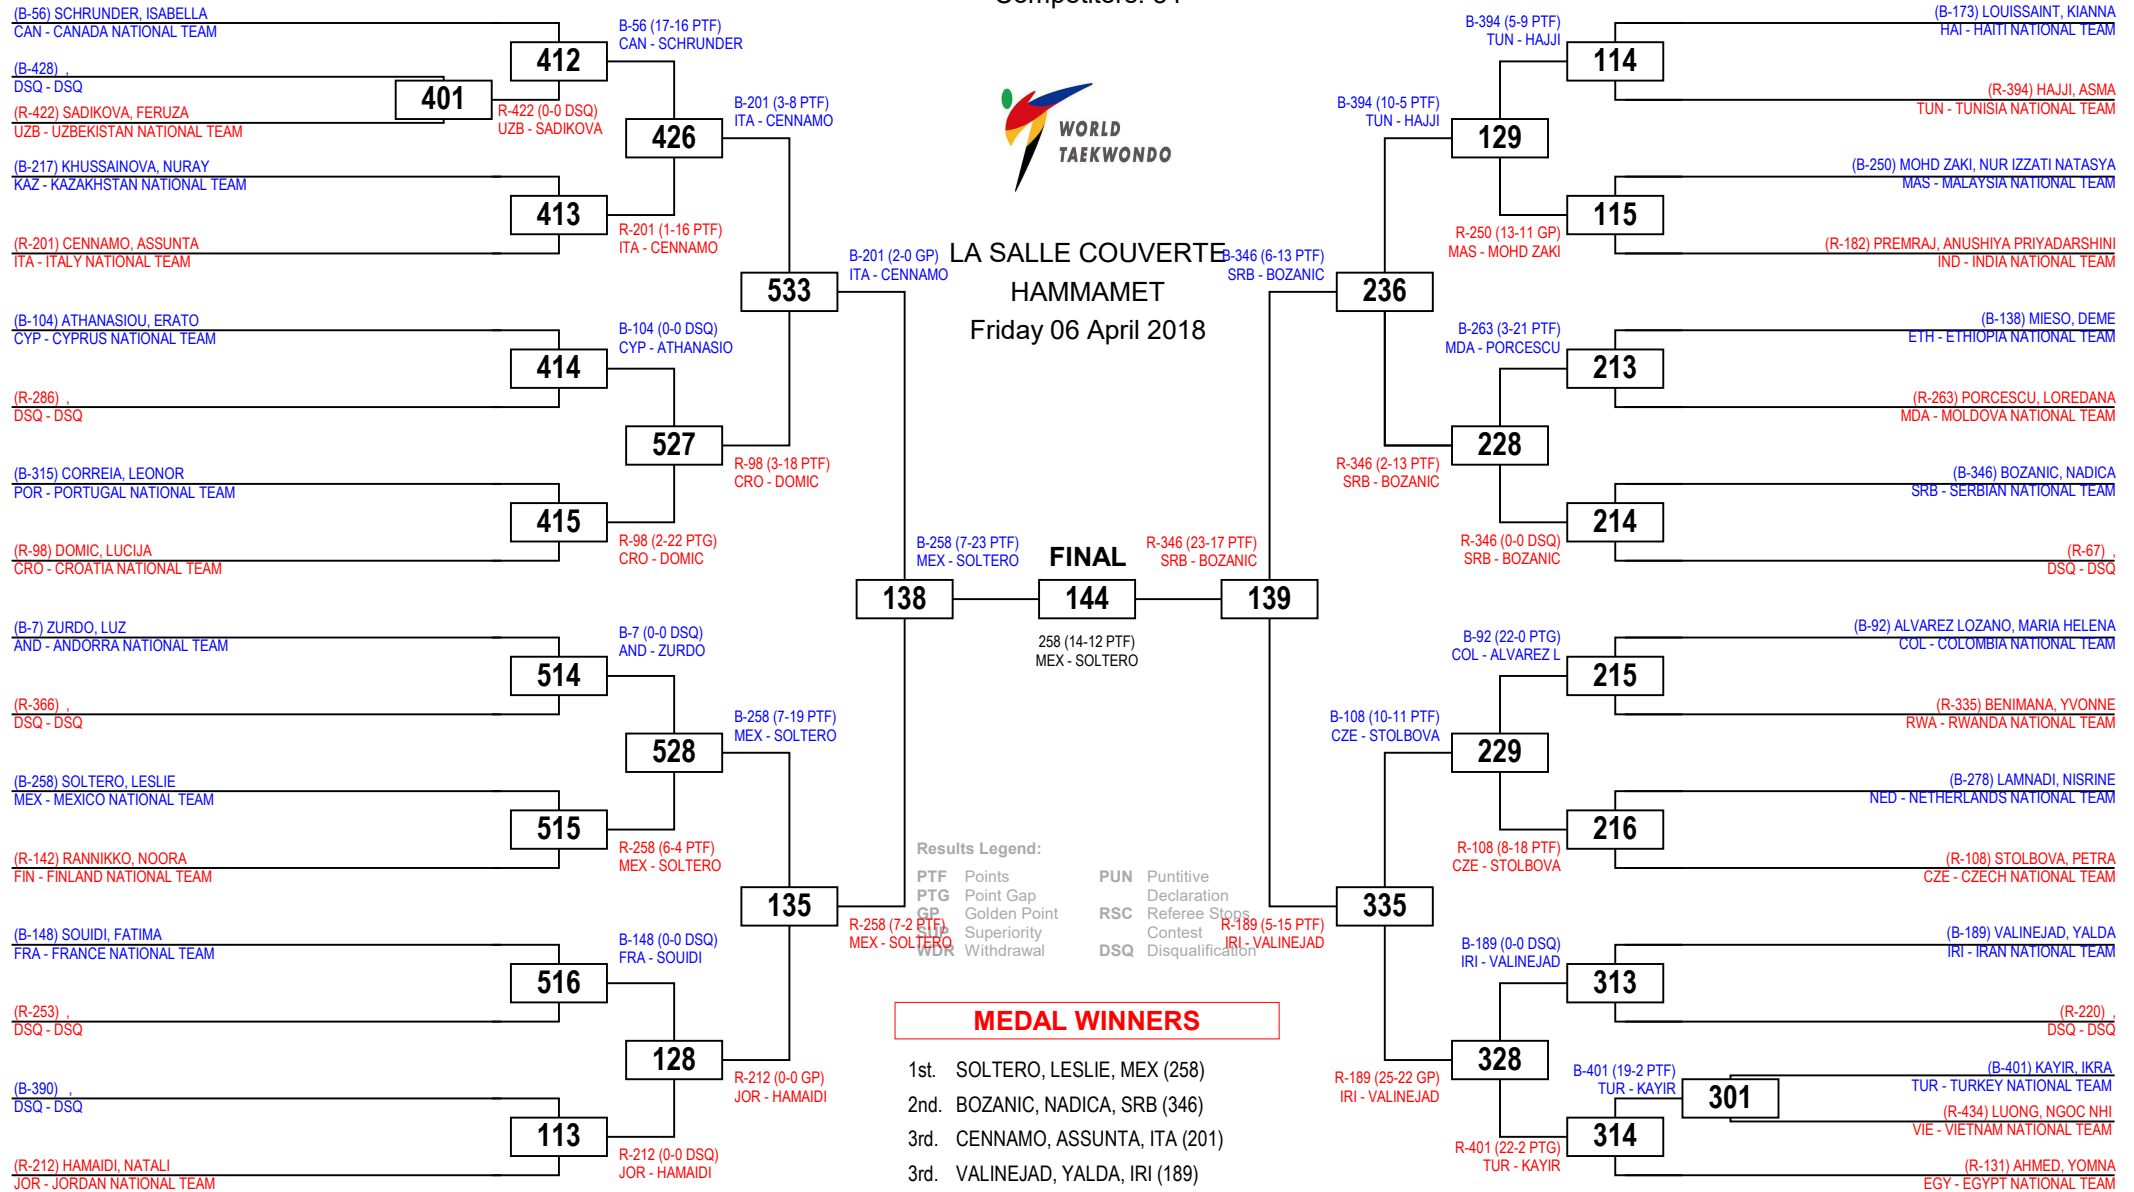 Competitors: 34
(B-56) SCHRUNDER, ISABELLA
CAN - CANADA NATIONAL TEAM
(B-428) ,
DSQ - DSQ
(R-422) SADIKOVA, FERUZA
UZB - UZBEKISTAN NATIONAL TEAM
(B-217) KHUSSAINOVA, NURAY
KAZ - KAZAKHSTAN NATIONAL TEAM
(R-201) CENNAMO, ASSUNTA
ITA - ITALY NATIONAL TEAM
(B-104) ATHANASIOU, ERATO
CYP - CYPRUS NATIONAL TEAM
(R-286) ,
DSQ - DSQ
(B-315) CORREIA, LEONOR
POR - PORTUGAL NATIONAL TEAM
(R-98) DOMIC, LUCIJA
CRO - CROATIA NATIONAL TEAM
(B-7) ZURDO, LUZ
AND - ANDORRA NATIONAL TEAM
(R-366) ,
DSQ - DSQ
(B-258) SOLTERO, LESLIE
MEX - MEXICO NATIONAL TEAM
(R-142) RANNIKKO, NOORA
FIN - FINLAND NATIONAL TEAM
(B-148) SOUIDI, FATIMA
FRA - FRANCE NATIONAL TEAM
(R-253) ,
DSQ - DSQ
(B-390) ,
DSQ - DSQ
(R-212) HAMAIDI, NATALI
JOR - JORDAN NATIONAL TEAM
401
R-422 (0-0 DSQ)
UZB - SADIKOVA
412
413
414
415
514
515
516
113
B-56 (17-16 PTF)
CAN - SCHRUNDER
426
R-201 (1-16 PTF)
ITA - CENNAMO
B-104 (0-0 DSQ)
CYP - ATHANASIO
527
R-98 (2-22 PTG)
CRO - DOMIC
B-7 (0-0 DSQ)
AND - ZURDO
528
R-258 (6-4 PTF)
MEX - SOLTERO
B-148 (0-0 DSQ)
FRA - SOUIDI
128
R-212 (0-0 DSQ)
JOR - HAMAIDI
B-201 (3-8 PTF)
ITA - CENNAMO
533
R-98 (3-18 PTF)
CRO - DOMIC
B-258 (7-19 PTF)
MEX - SOLTERO
135
R-212 (0-0 GP)
JOR - HAMAIDI
B-201 (2-0 GP)
ITA - CENNAMO
138
R-258 (7-2 PTF)
MEX - SOLTERO
WORLD
TAEKWONDO
LA SALLE COUVERTE
HAMMAMET
Friday 06 April 2018
B-258 (7-23 PTF)
MEX - SOLTERO
FINAL
144
258 (14-12 PTF)
MEX - SOLTERO
R-346 (23-17 PTF)
SRB - BOZANIC
139
Results Legend:
PTF Points
PTG Point Gap
GP Golden Point
SUP Superiority
WDR Withdrawal
PUN Puntitive
Declaration
RSC Referee Stops
Contest
DSQ Disqualification
MEDAL WINNERS
1st. SOLTERO, LESLIE, MEX (258)
2nd. BOZANIC, NADICA, SRB (346)
3rd. CENNAMO, ASSUNTA, ITA (201)
3rd. VALINEJAD, YALDA, IRI (189)
B-346 (6-13 PTF)
SRB - BOZANIC
R-189 (5-15 PTF)
IRI - VALINEJAD
B-394 (10-5 PTF)
TUN - HAJJI
236
R-346 (2-13 PTF)
SRB - BOZANIC
B-108 (10-11 PTF)
CZE - STOLBOVA
335
R-189 (25-22 GP)
IRI - VALINEJAD
B-394 (5-9 PTF)
TUN - HAJJI
129
R-250 (13-11 GP)
MAS - MOHD ZAKI
B-263 (3-21 PTF)
MDA - PORCESCU
228
R-346 (0-0 DSQ)
SRB - BOZANIC
B-92 (22-0 PTG)
COL - ALVAREZ L
229
R-108 (8-18 PTF)
CZE - STOLBOVA
B-189 (0-0 DSQ)
IRI - VALINEJAD
328
R-401 (22-2 PTG)
TUR - KAYIR
114
115
213
214
215
216
313
314
B-401 (19-2 PTF)
TUR - KAYIR
301
(B-173) LOUISSAINT, KIANNA
HAI - HAITI NATIONAL TEAM
(R-394) HAJJI, ASMA
TUN - TUNISIA NATIONAL TEAM
(B-250) MOHD ZAKI, NUR IZZATI NATASYA
MAS - MALAYSIA NATIONAL TEAM
(R-182) PREMRAJ, ANUSHIYA PRIYADARSHINI
IND - INDIA NATIONAL TEAM
(B-138) MIESO, DEME
ETH - ETHIOPIA NATIONAL TEAM
(R-263) PORCESCU, LOREDANA
MDA - MOLDOVA NATIONAL TEAM
(B-346) BOZANIC, NADICA
SRB - SERBIAN NATIONAL TEAM
(R-67) ,
DSQ - DSQ
(B-92) ALVAREZ LOZANO, MARIA HELENA
COL - COLOMBIA NATIONAL TEAM
(R-335) BENIMANA, YVONNE
RWA - RWANDA NATIONAL TEAM
(B-278) LAMNADI, NISRINE
NED - NETHERLANDS NATIONAL TEAM
(R-108) STOLBOVA, PETRA
CZE - CZECH NATIONAL TEAM
(B-189) VALINEJAD, YALDA
IRI - IRAN NATIONAL TEAM
(R-220) ,
DSQ - DSQ
(B-401) KAYIR, IKRA
TUR - TURKEY NATIONAL TEAM
(R-434) LUONG, NGOC NHI
VIE - VIETNAM NATIONAL TEAM
(R-131) AHMED, YOMNA
EGY - EGYPT NATIONAL TEAM